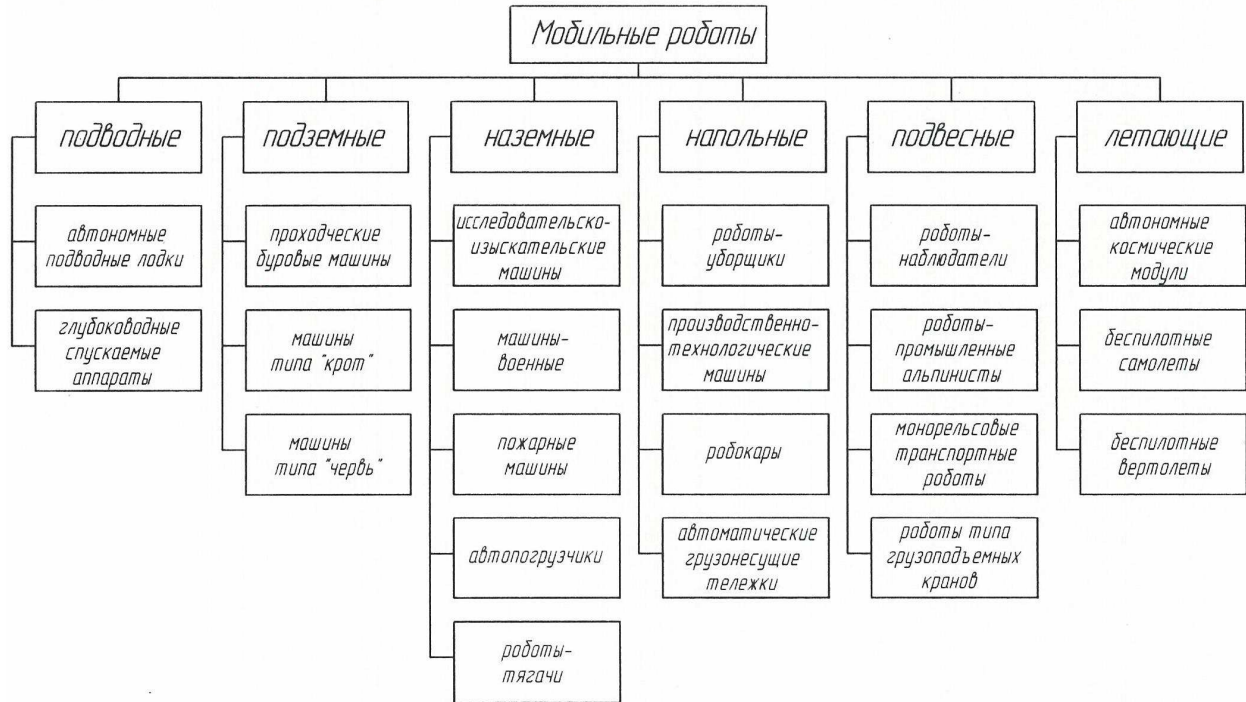 Мобильные роботы
подводные
автономные
подводные лодки
глубоководные
спускаемые
аппараты
подземные
проходческие
буровые машины
машины
типа "крот"
машины
типа "червь"
наземные
исследовательско-
изыскательские
машины
машины-
военные
пожарные
машины
автопогрузчики
роботы-
тягачи
напольные
роботы-
уборщики
производственно-
технологические
машины
робокары
автоматические
грузонесущие
тележки
подвесные
роботы-
наблюдатели
роботы-
промышленные
альпинисты
монорельсовые
транспортные
роботы
роботы типа
грузоподъемных
кранов
летающие
автономные
космические
модули
беспилотные
самолеты
беспилотные
вертолеты